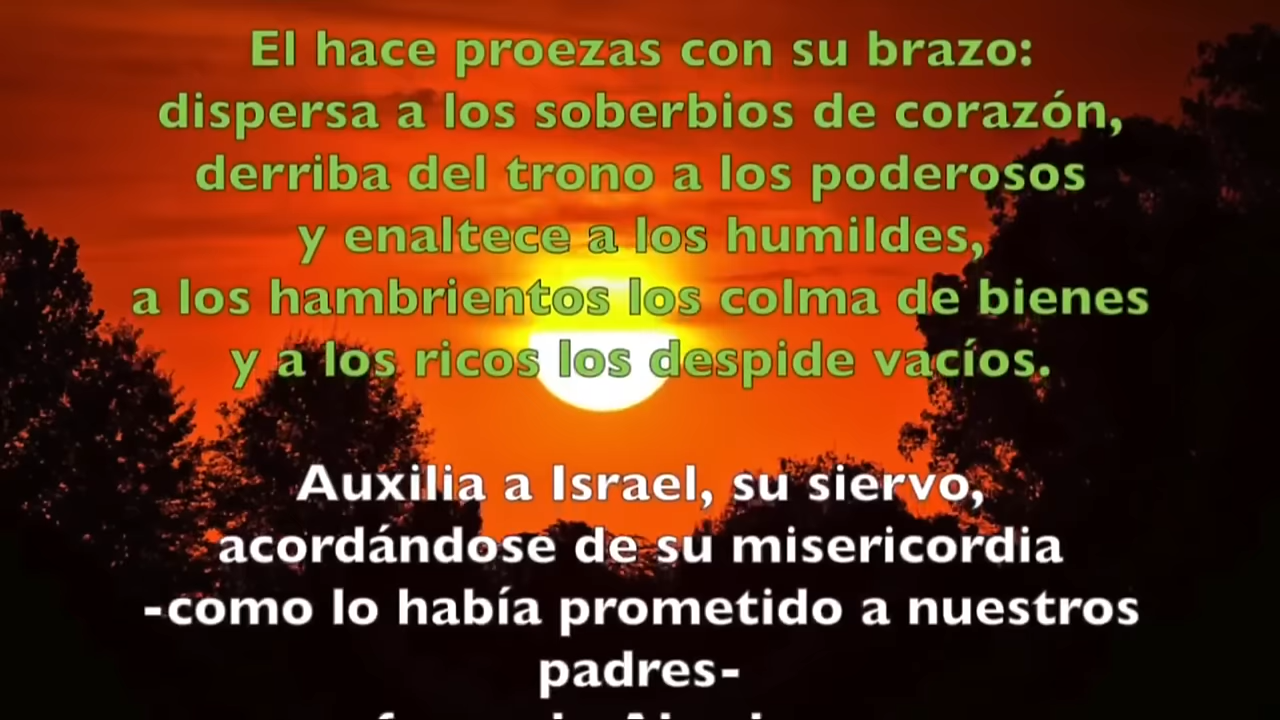 El hace proezas con su brazo:
dispersa a los soberbios de corazón,
derriba del trono a los poderosos
y enaltece a los humildes,
a los hambrientos los colma de bienes
y a los ricos los despide vacíos.
Auxilia a Israel, su siervo,
acordándose de su misericordia
-como lo había prometido a nuestros
padres-